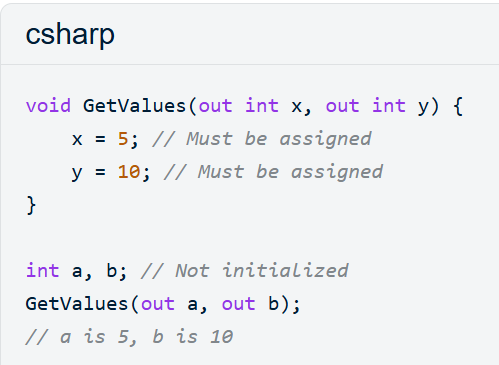 csharp
void GetValues(out int x, out int y) {
    x = 5; // Must be assigned
    y = 10; // Must be assigned
}
int a, b; // Not initialized
GetValues(out a, out b);
// a is 5, b is 10